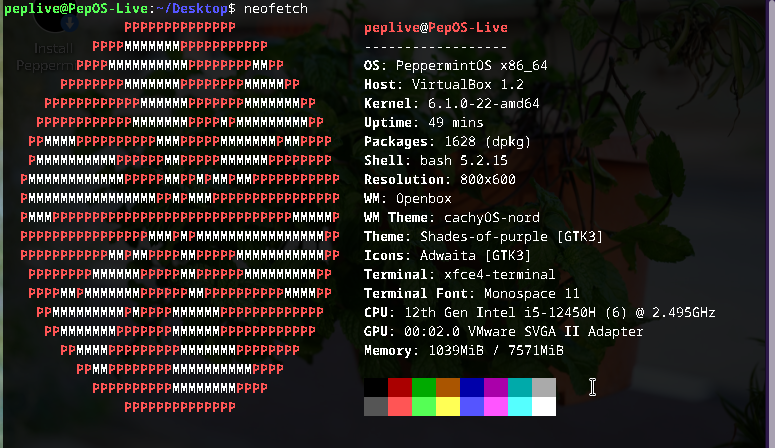 peplive@PepOS-Live:~/Desktop$ neofetch
Install
peplive@PepOS-Live
------------------
OS: PeppermintOS x86_64
Host: VirtualBox 1.2
Kernel: 6.1.0-22-amd64
Uptime: 49 mins
Packages: 1628 (dpkg)
Shell: bash 5.2.15
Resolution: 800x600
WM: Openbox
WM Theme: cachyOS-nord
Theme: Shades-of-purple [GTK3]
Icons: Adwaita [GTK3]
Terminal: xfce4-terminal
Terminal Font: Monospace 11
CPU: 12th Gen Intel i5-12450H (6) @ 2.495GHz
GPU: 00:02.0 VMware SVGA II Adapter
Memory: 1039MiB / 7571MiB